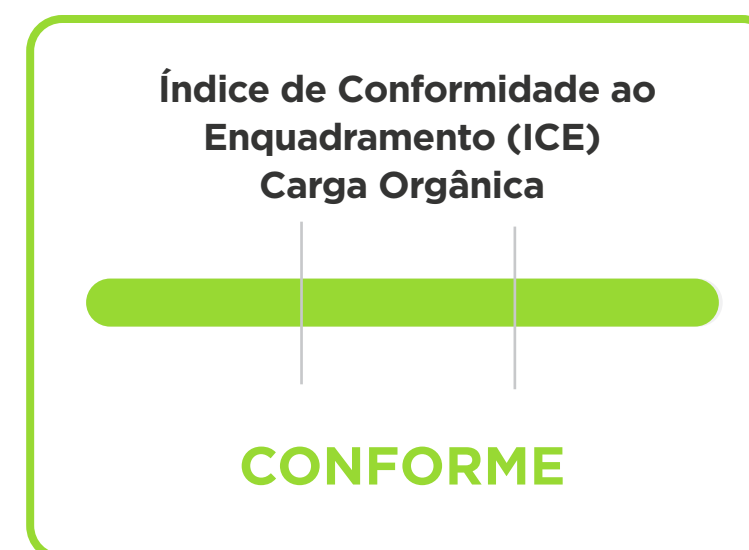 Índice de Conformidade ao
Enquadramento (ICE)
Carga Orgânica
CONFORME